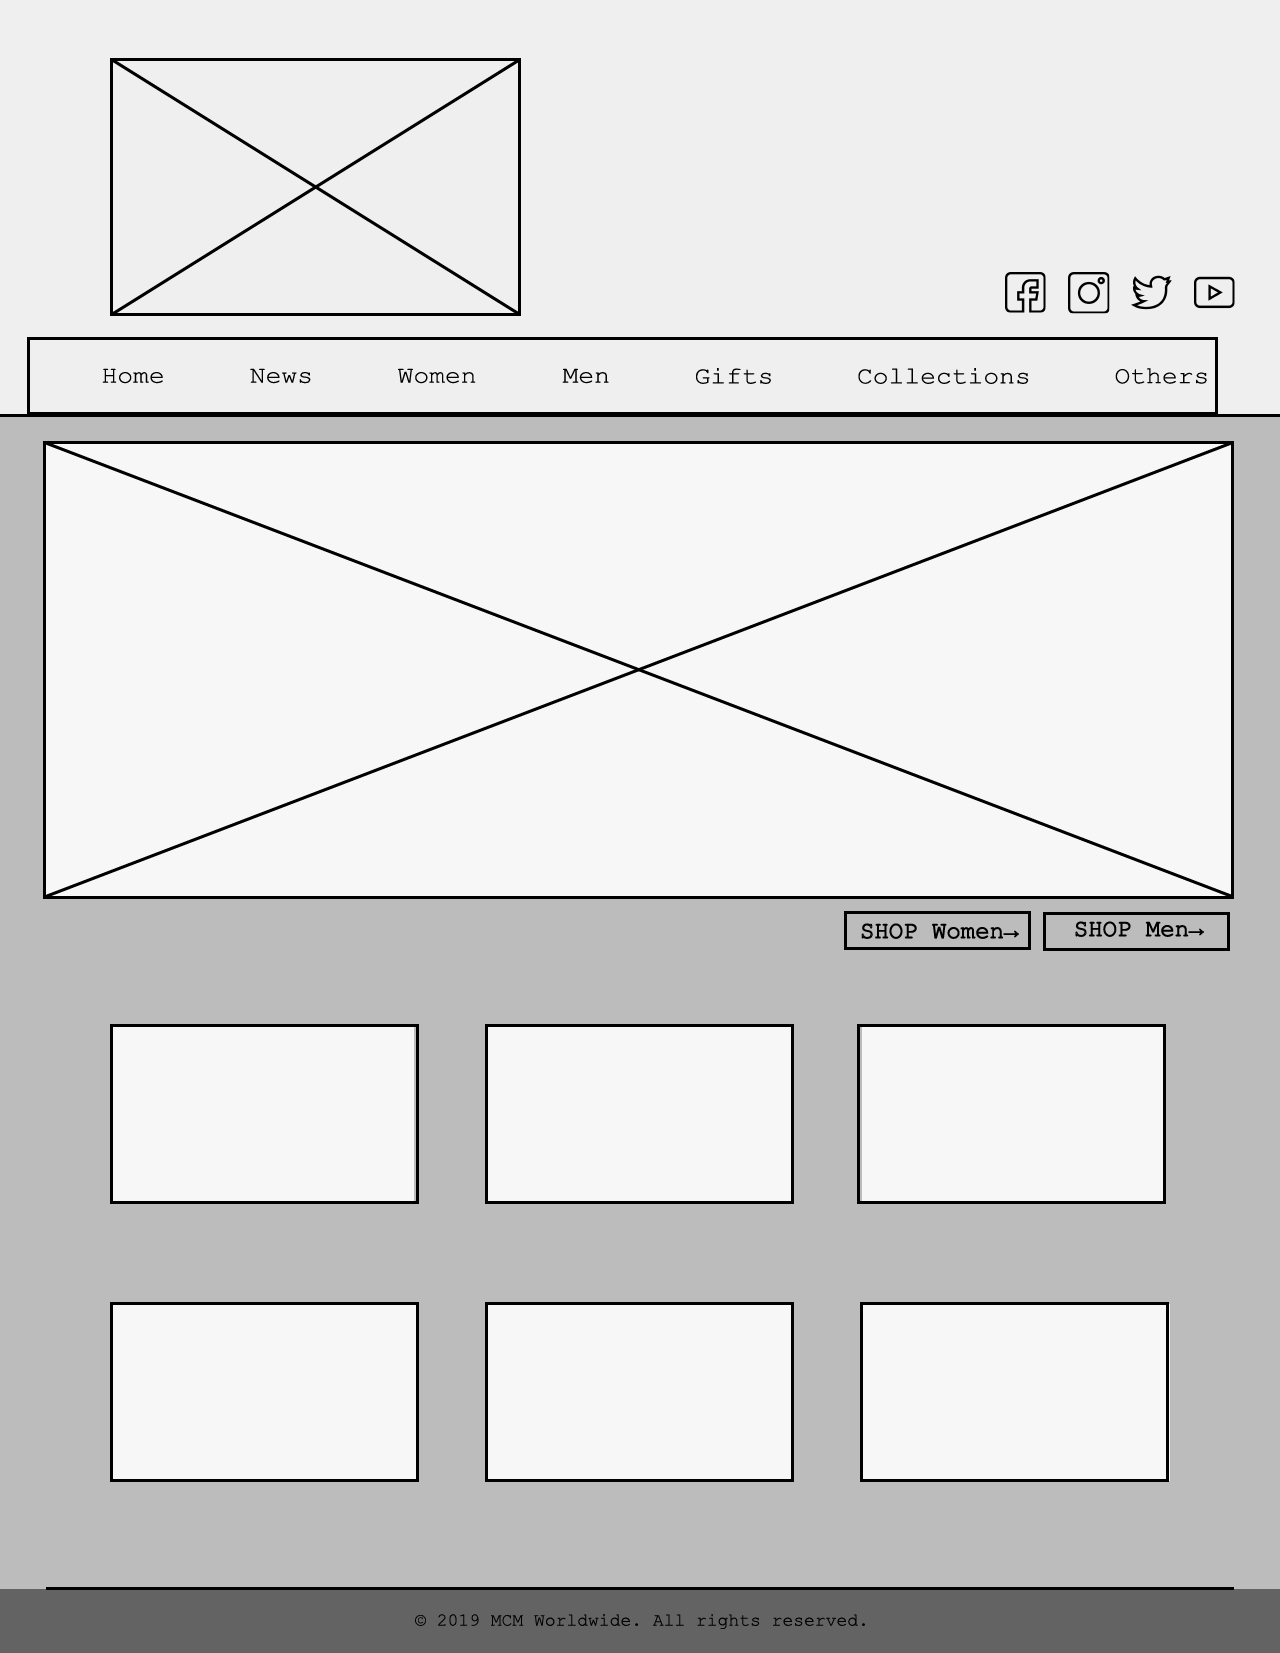 Home News Women Men Gifts Collections Others
SHOP Women→ SHOP Men→
© 2019 MCM Worldwide. All rights reserved.